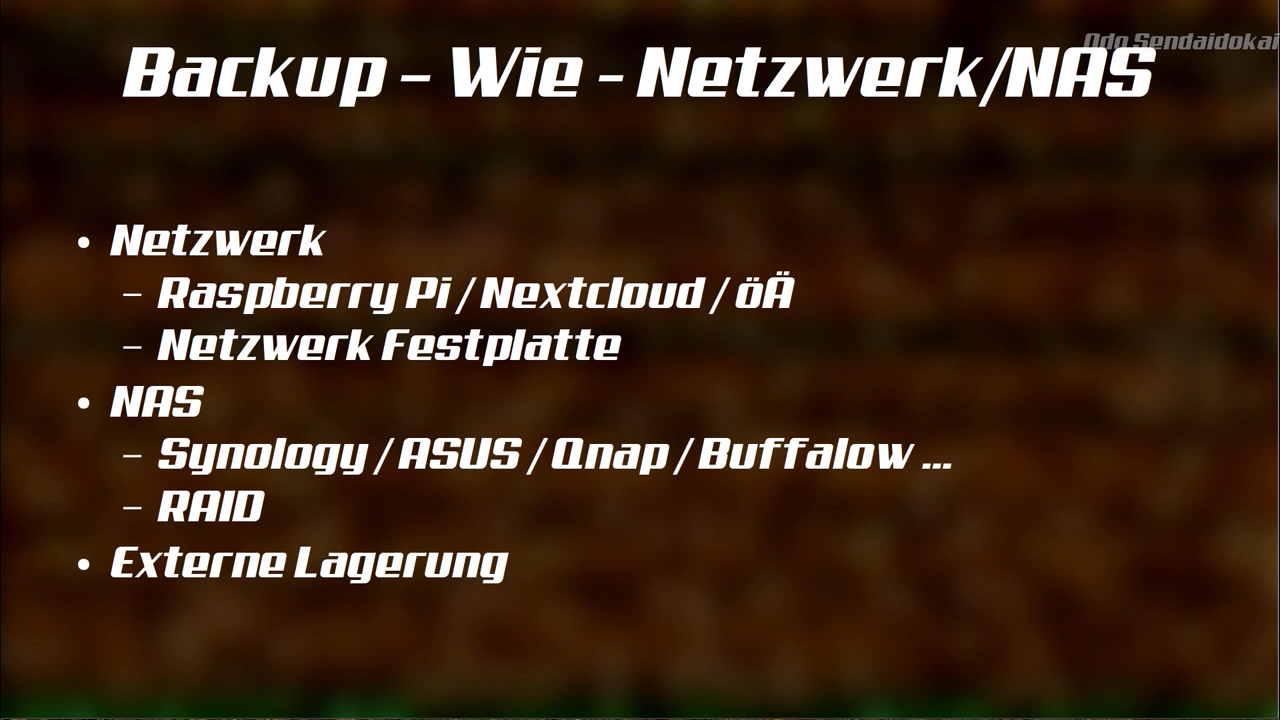 Odo Sendaidokai
Backup – Wie – Netzwerk/NAS
• Netzwerk
– Raspberry Pi / Nextcloud / öÄ
– Netzwerk Festplatte
• NAS
– Synology / ASUS / Qnap / Buffalow ...
– RAID
• Externe Lagerung